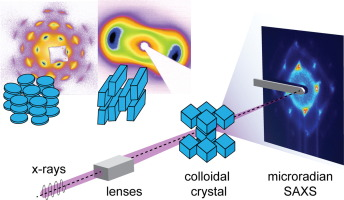 x-rays
lenses
colloidal
crystal
microradian
SAXS